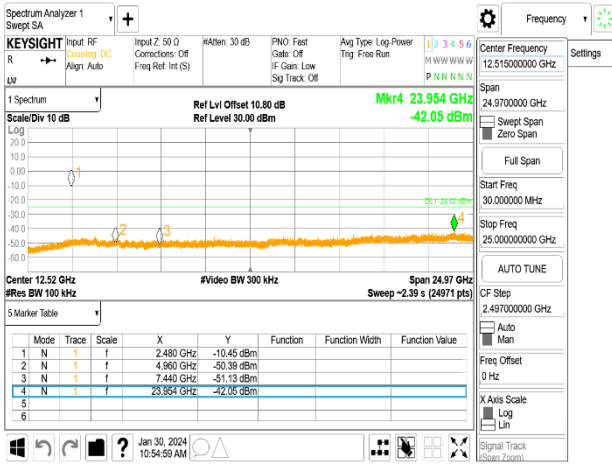 Spectrum Analyzer 1
Swept SA
+
Frequency
KEYSIGHT
R
Input: RF
Coupling: DC
Align: Auto
Input Z: 50 Ω
Corrections: Off
Freq Ref: Int (S)
#Atten: 30 dB
PNO: Fast
Gate: Off
IF Gain: Low
Sig Track: Off
Avg Type: Log-Power
Trig: Free Run
1 2 3 4 5 6
M W W W W W
P N N N N N
1 Spectrum
Scale/Div 10 dB
Ref Lvl Offset 10.80 dB
Ref Level 30.00 dBm
Mkr4 23.954 GHz
-42.05 dBm
Log
20.0
10.0
0.00
-10.0
-20.0
-30.0
-40.0
-50.0
-60.0
1
2
3
4
Center 12.52 GHz
#Res BW 100 kHz
#Video BW 300 kHz
Span 24.97 GHz
Sweep ~2.39 s (24971 pts)
5 Marker Table
Mode Trace Scale X Y Function Function Width Function Value
1 N 1 f 2.480 GHz -10.45 dBm
2 N 1 f 4.960 GHz -50.39 dBm
3 N 1 f 7.440 GHz -51.13 dBm
4 N 1 f 23.954 GHz -42.05 dBm
5
6
?
Jan 30, 2024
10:54:59 AM
Settings
Center Frequency
12.515000000 GHz
Span
24.9700000 GHz
Swept Span
Zero Span
Full Span
Start Freq
30.000000 MHz
Stop Freq
25.000000000 GHz
AUTO TUNE
CF Step
2.497000000 GHz
Auto
Man
Freq Offset
0 Hz
X Axis Scale
Log
Lin
Signal Track
(Span Zoom)